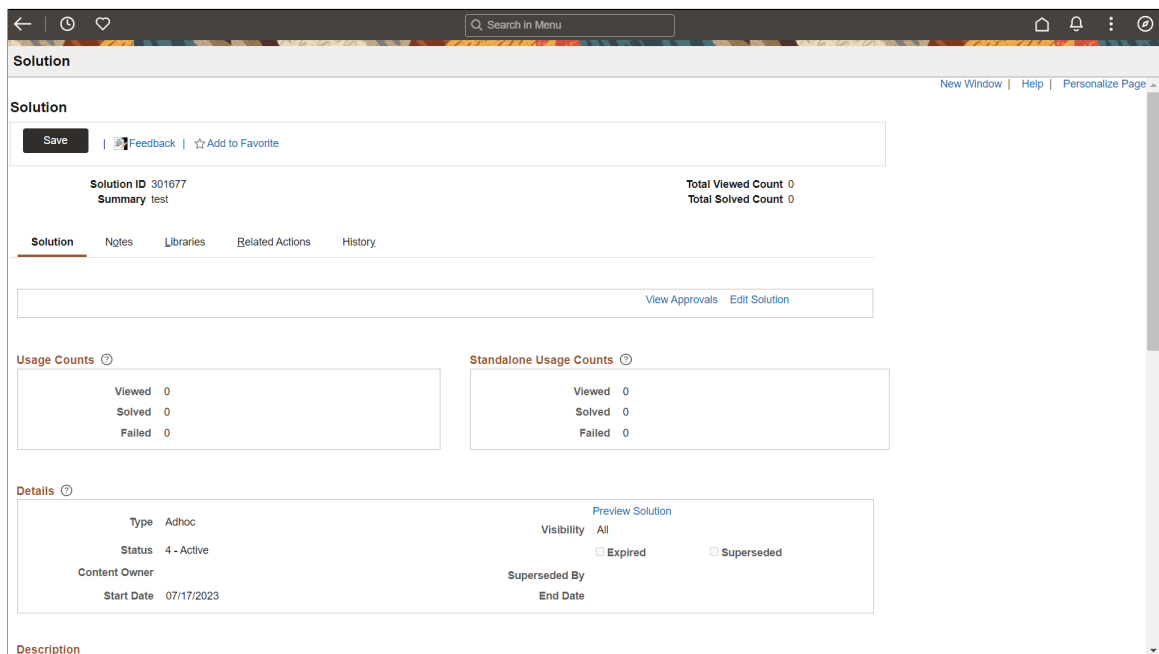 Search in Menu
Solution
New Window | Help | Personalize Page
Solution
Save | Feedback | Add to Favorite
Solution ID 301677 Total Viewed Count 0
Summary test Total Solved Count 0
Solution Notes Libraries Related Actions History
View Approvals Edit Solution
Usage Counts Standalone Usage Counts
Viewed 0 Viewed 0
Solved 0 Solved 0
Failed 0 Failed 0
Details
Preview Solution
Type Adhoc
Visibility All
Status 4 - Active Expired Superseded
Content Owner
Superseded By
Start Date 07/17/2023 End Date
Description